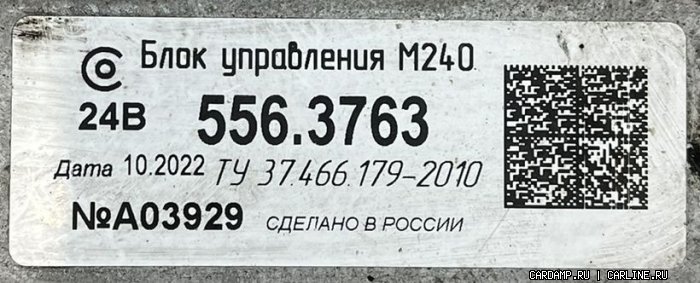 Блок управления М240
24В 556.3763
Дата 10.2022 ТУ 37.466.179-2010
№А03929 СДЕЛАНО В РОССИИ
CARDAMP.RU | CARLINE.RU